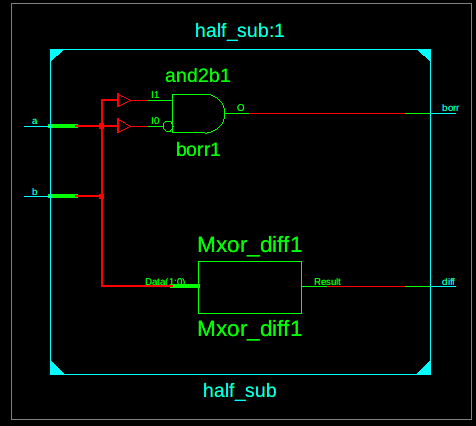 half_sub:1
and2b1
I1
O
borr
a
I0
borr1
b
Mxor_diff1
Data(1:0)
Result
diff
Mxor_diff1
half_sub